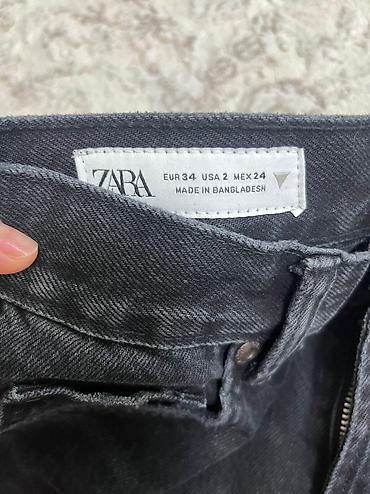 ZARA
EUR 34 USA 2 MEX 24
MADE IN BANGLADESH